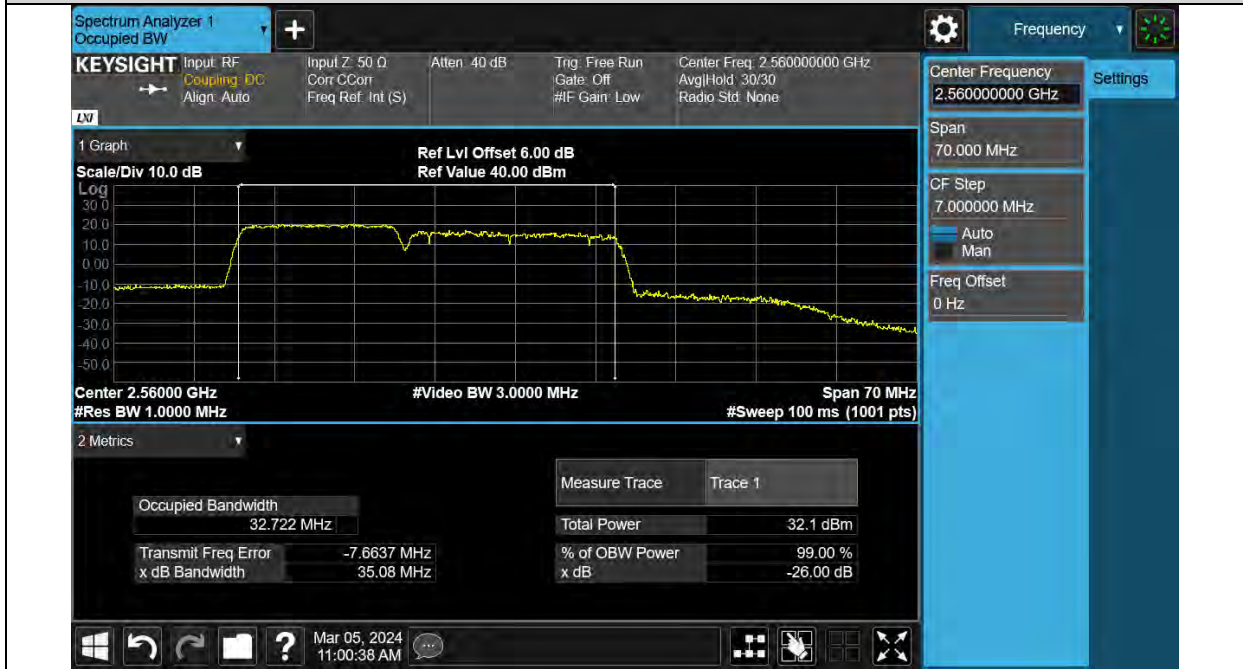 Spectrum Analyzer 1
Occupied BW
+
Frequency
KEYSIGHT
Input: RF
Coupling: DC
Align: Auto
LXI
Input Z: 50 Ω
Corr CCorr
Freq Ref: Int (S)
Atten: 40 dB
Trig: Free Run
Gate: Off
#IF Gain: Low
Center Freq: 2.560000000 GHz
Avg|Hold: 30/30
Radio Std: None
1 Graph
Scale/Div 10.0 dB
Ref Lvl Offset 6.00 dB
Ref Value 40.00 dBm
Log
30.0
20.0
10.0
0.00
-10.0
-20.0
-30.0
-40.0
-50.0
Center 2.56000 GHz
#Res BW 1.0000 MHz
#Video BW 3.0000 MHz
Span 70 MHz
#Sweep 100 ms (1001 pts)
2 Metrics
Measure Trace Trace 1
Occupied Bandwidth
32.722 MHz
Total Power 32.1 dBm
Transmit Freq Error -7.6637 MHz
% of OBW Power 99.00 %
x dB Bandwidth 35.08 MHz
x dB -26.00 dB
Mar 05, 2024
11:00:38 AM
?
Center Frequency
2.560000000 GHz
Settings
Span
70.000 MHz
CF Step
7.000000 MHz
Auto
Man
Freq Offset
0 Hz